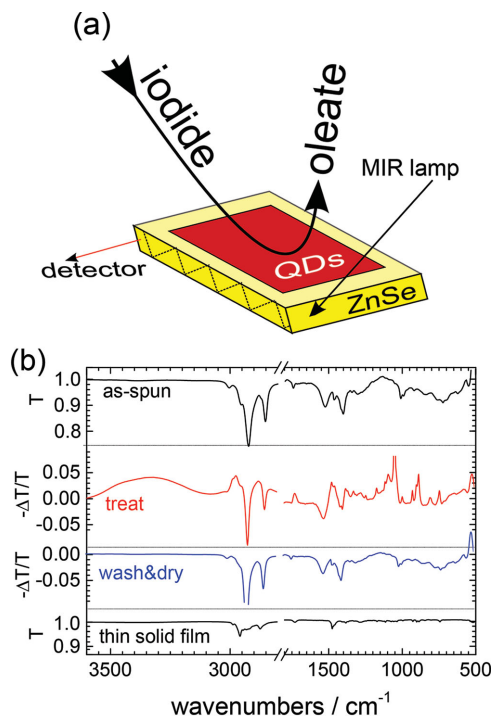 (a)
iodide
oleate
MIR lamp
QDs
detector
ZnSe
(b)
1.0
0.9
0.8
T
as-spun
0.05
0.00
-0.05
-ΔT/T
treat
0.00
-0.05
-ΔT/T
wash&dry
1.0
0.9
T
thin solid film
3500 3000 1500 1000 500
wavenumbers / cm⁻¹